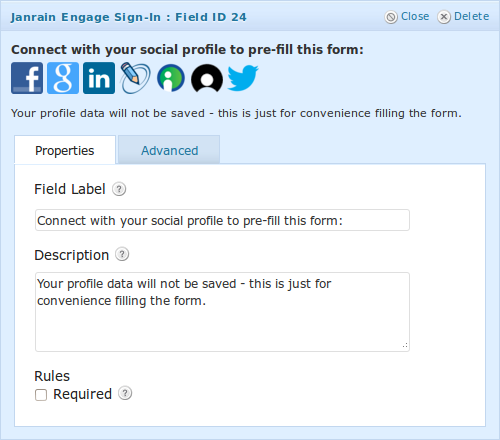 Janrain Engage Sign-In : Field ID 24 Close Delete
Connect with your social profile to pre-fill this form:
f g in
Your profile data will not be saved - this is just for convenience filling the form.
Properties Advanced
Field Label ?
Connect with your social profile to pre-fill this form:
Description ?
Your profile data will not be saved - this is just for
convenience filling the form.
Rules
Required ?